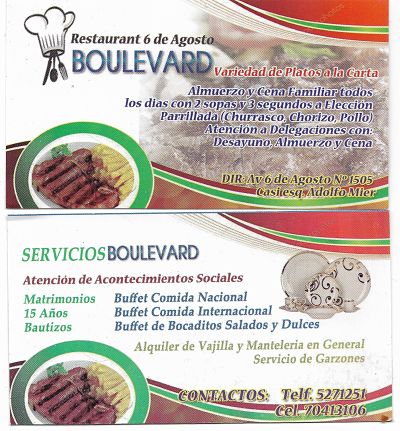 Restaurant 6 de Agosto
BOULEVARD
Variedad de Platos a la Carta
Almuerzo y Cena Familiar todos
los dias con 2 sopas y 3 segundos a Elección
Parrillada (Churrasco, Chorizo, Pollo)
Atención a Delegaciones con:
Desayuno, Almuerzo y Cena
DIR: Av 6 de Agosto Nº 1505
Casi esq. Adolfo Mier
SERVICIOS BOULEVARD
Atención de Acontecimientos Sociales
Matrimonios Buffet Comida Nacional
15 Años Buffet Comida Internacional
Bautizos Buffet de Bocaditos Salados y Dulces
Alquiler de Vajilla y Manteleria en General
Servicio de Garzones
CONTACTOS: Telf. 5271251
Cel. 70413106